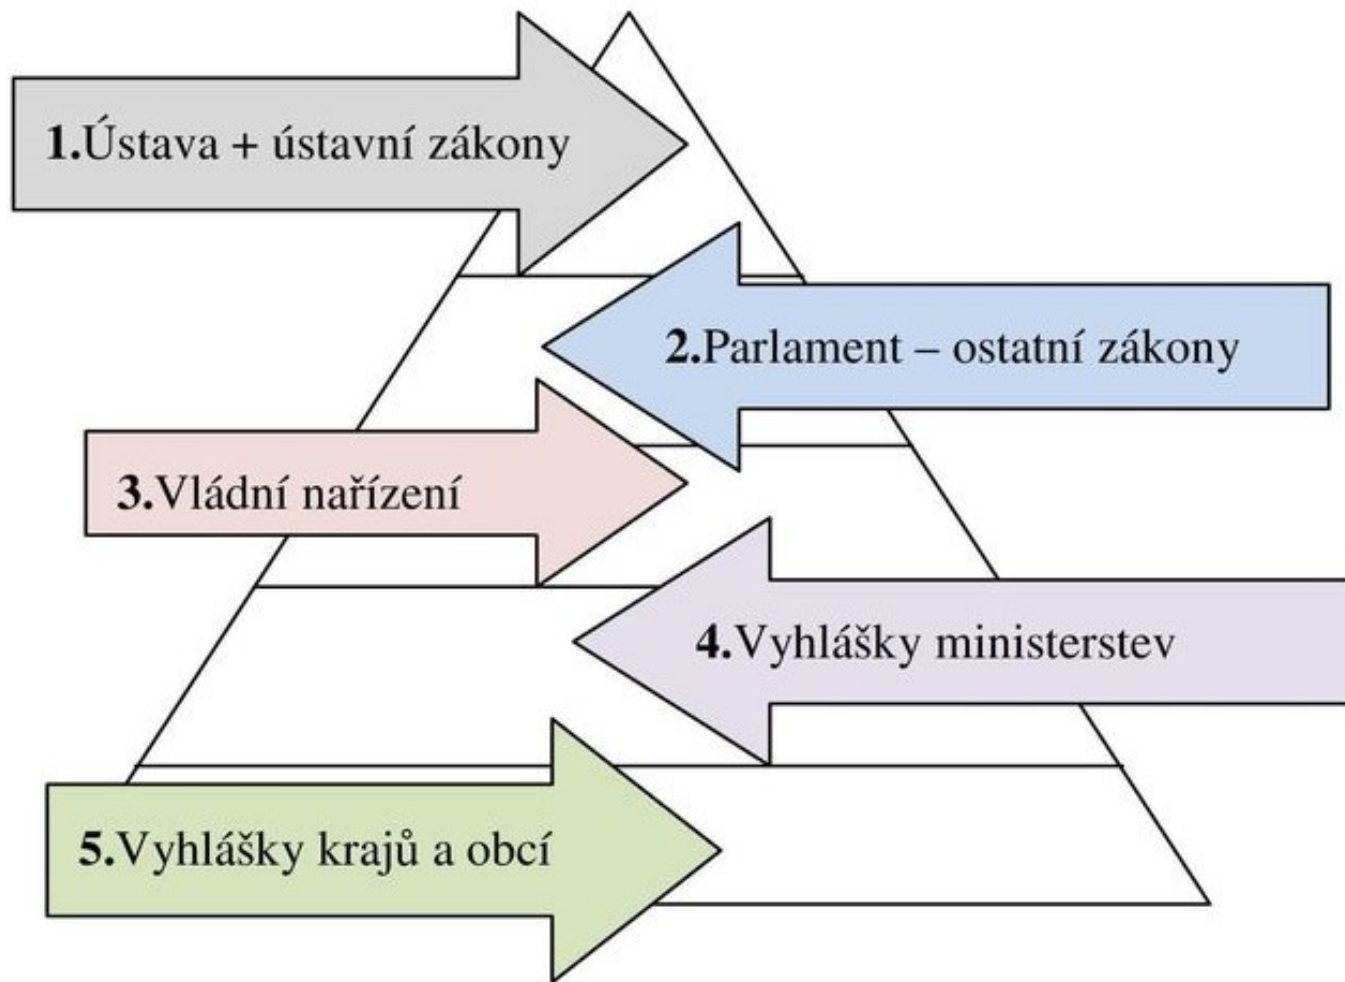 1.Ústava + ústavní zákony
2.Parlament – ostatní zákony
3.Vládní nařízení
4.Vyhlášky ministerstev
5.Vyhlášky krajů a obcí